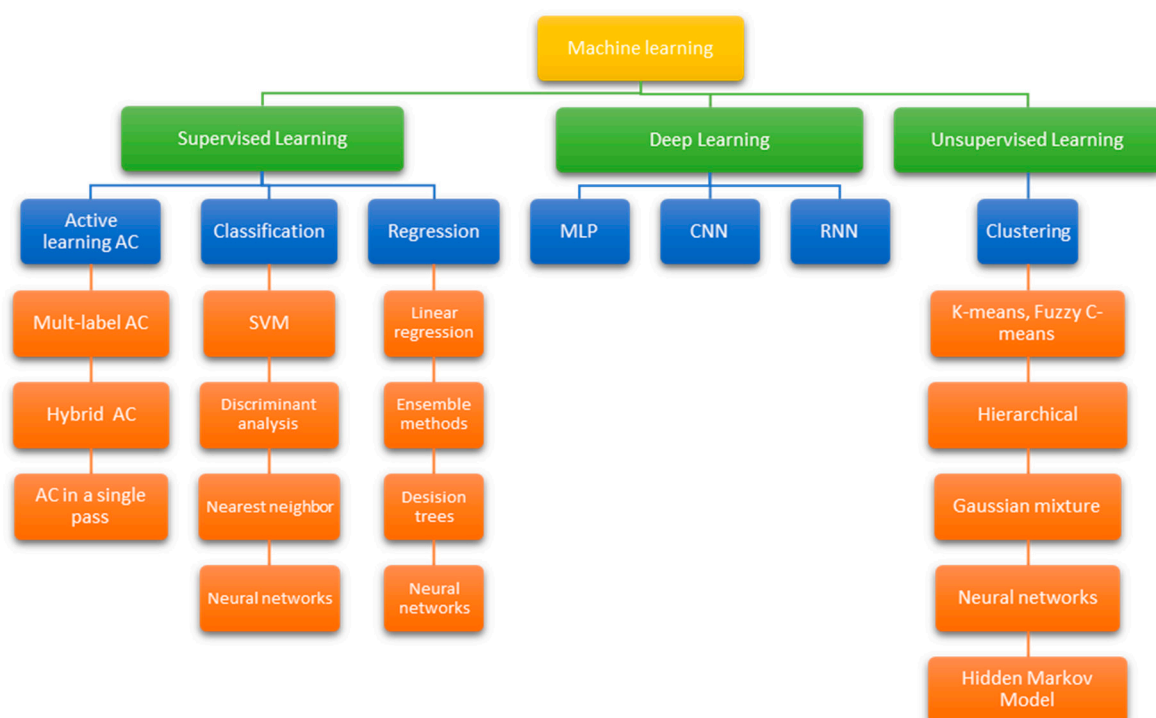 Machine learning
Supervised Learning
Deep Learning
Unsupervised Learning
Active
learning AC
Classification
Regression
MLP
CNN
RNN
Clustering
Mult-label AC
SVM
Linear
regression
K-means, Fuzzy C-
means
Hybrid AC
Discriminant
analysis
Ensemble
methods
Hierarchical
AC in a single
pass
Nearest neighbor
Desision
trees
Gaussian mixture
Neural networks
Neural
networks
Neural networks
Hidden Markov
Model